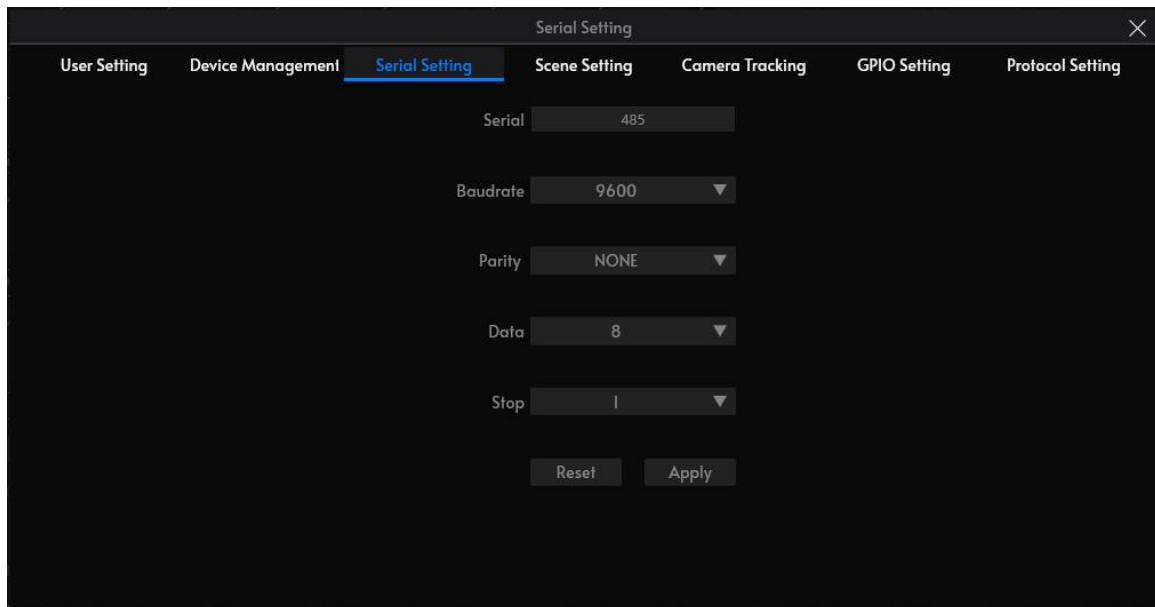 Serial Setting
User Setting Device Management Serial Setting Scene Setting Camera Tracking GPIO Setting Protocol Setting
Serial 485
Baudrate 9600
Parity NONE
Data 8
Stop 1
Reset Apply